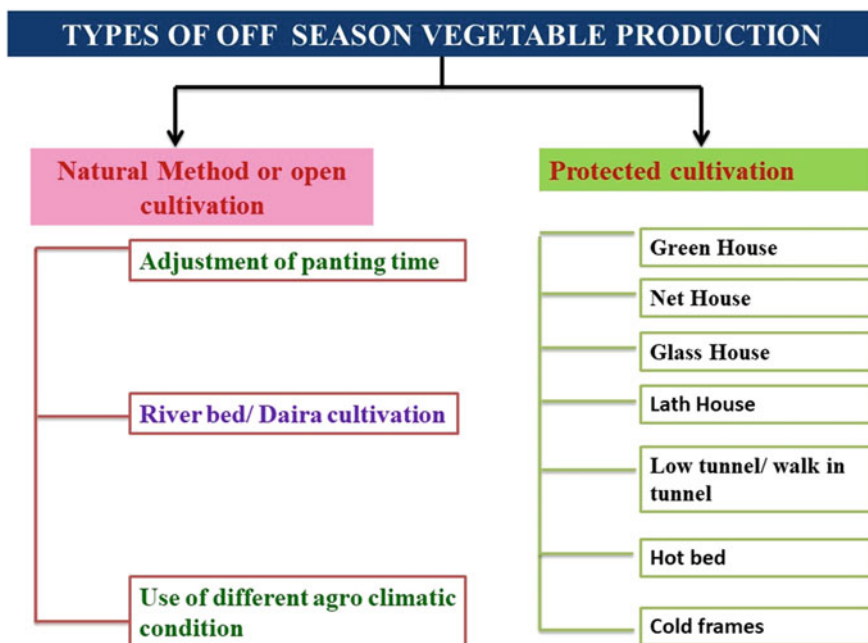 TYPES OF OFF SEASON VEGETABLE PRODUCTION
Natural Method or open
cultivation
Adjustment of panting time
River bed/ Daira cultivation
Use of different agro climatic
condition
Protected cultivation
Green House
Net House
Glass House
Lath House
Low tunnel/ walk in
tunnel
Hot bed
Cold frames